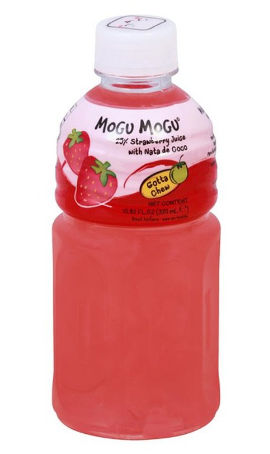 MOGU MOGU®
25% Strawberry Juice
with Nata de Coco
Gotta
Chew
NET CONTENT